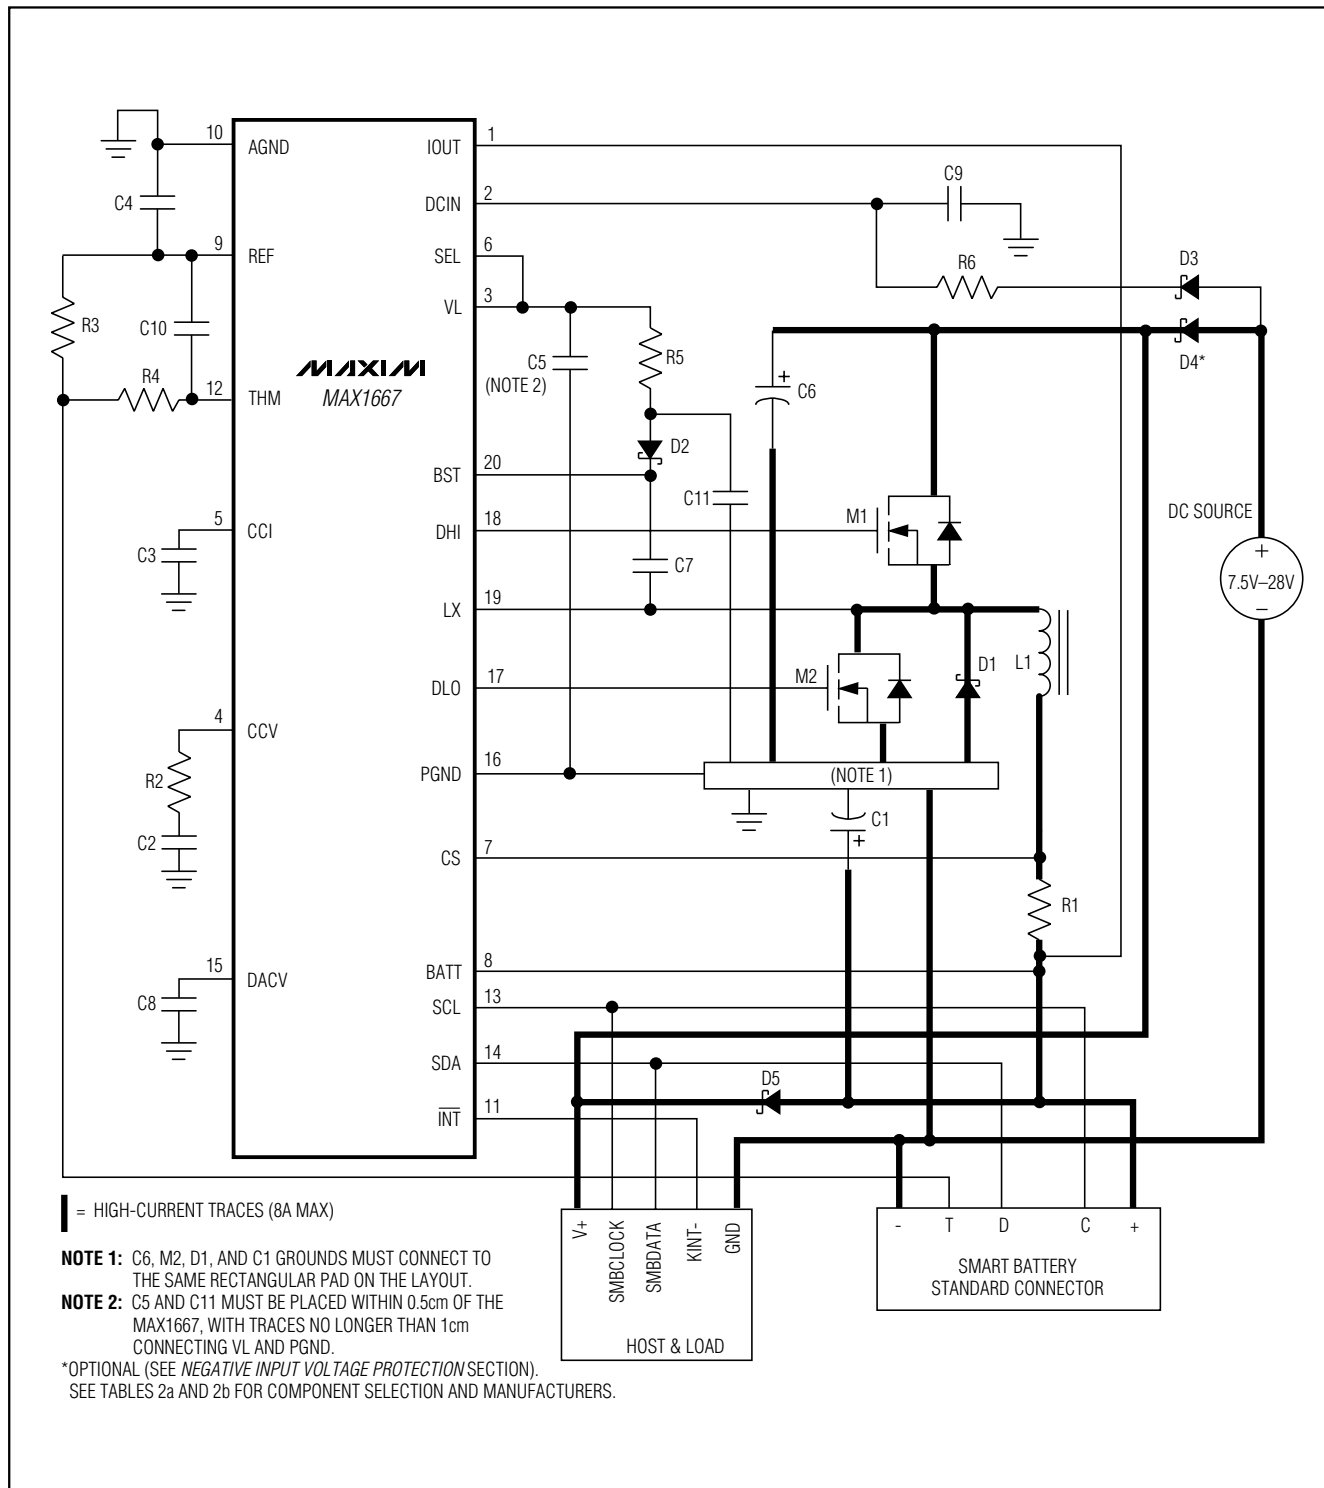 10
AGND
IOUT
1
C4
DCIN
2
C9
9
REF
SEL
6
R6
D3
VL
3
R3
C10
C5
(NOTE 2)
R5
D4*
MAXIM
MAX1667
C6
R4
12
THM
D2
BST
20
C11
M1
DC SOURCE
5
CCI
DHI
18
C3
C7
+
7.5V–28V
–
LX
19
M2
D1
L1
DLO
17
4
CCV
R2
PGND
16
(NOTE 1)
C2
C1
+
CS
7
R1
15
DACV
BATT
8
C8
SCL
13
SDA
14
D5
INT
11
= HIGH-CURRENT TRACES (8A MAX)
V+
SMBCLOCK
SMBDATA
KINT-
GND
- T D C +
SMART BATTERY
STANDARD CONNECTOR
HOST & LOAD
NOTE 1: C6, M2, D1, AND C1 GROUNDS MUST CONNECT TO
THE SAME RECTANGULAR PAD ON THE LAYOUT.
NOTE 2: C5 AND C11 MUST BE PLACED WITHIN 0.5cm OF THE
MAX1667, WITH TRACES NO LONGER THAN 1cm
CONNECTING VL AND PGND.
*OPTIONAL (SEE NEGATIVE INPUT VOLTAGE PROTECTION SECTION).
SEE TABLES 2a AND 2b FOR COMPONENT SELECTION AND MANUFACTURERS.